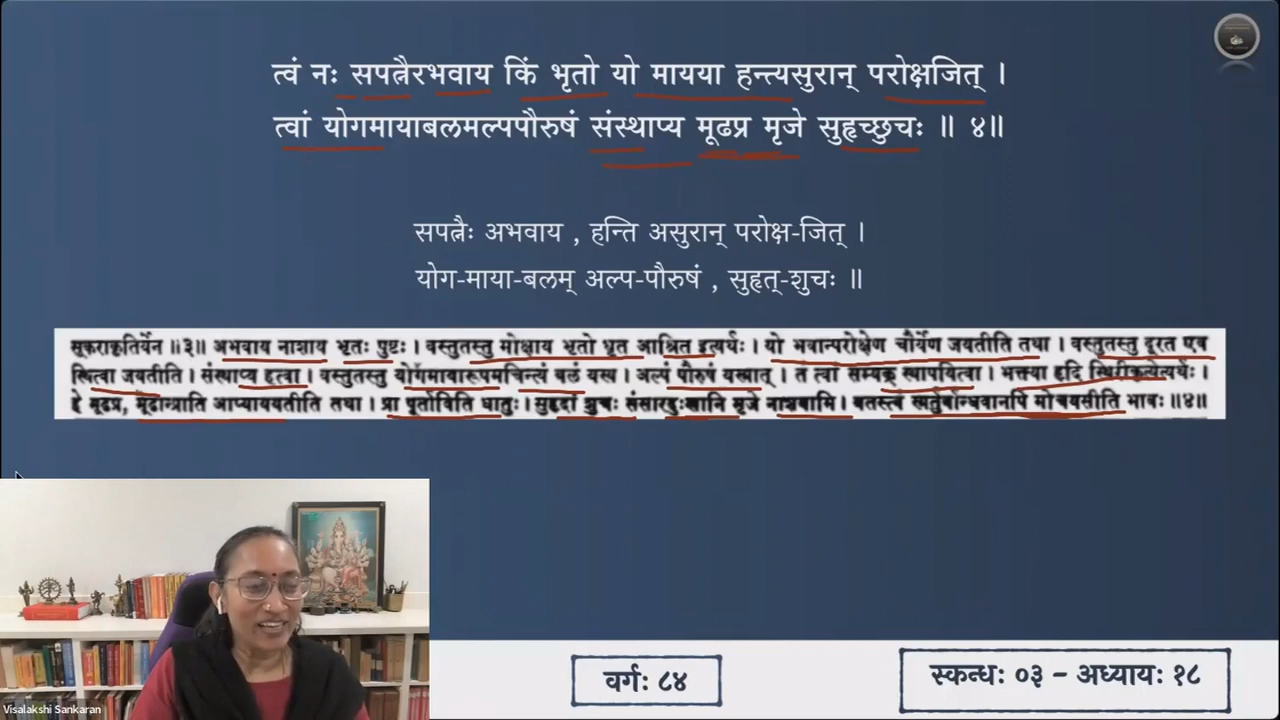 त्वं नः सपत्नैरभवाय किं भृतो यो मायया हन्त्यसुरान् परोक्षजित् ।
त्वां योगमायाबलमल्पपौरुषं संस्थाप्य मूढप्र मृजे सुहृच्छुचः ॥ ४॥
सपत्नैः अभवाय , हन्ति असुरान् परोक्ष-जित् ।
योग-माया-बलम् अल्प-पौरुषं , सुहृत्-शुचः ॥
सूकराकृतिर्येन ॥३॥ अभवाय नाशाय भृतः पुष्टः । वस्तुतस्तु मोक्षाय भृतो धृत आश्रित इत्यर्थः । यो भवान्परोक्षेण चौर्येण जयतीति तथा । वस्तुतस्तु दूरत एव
स्थित्वा जयतीति । संस्थाप्य हत्वा । वस्तुतस्तु योगमायारूपमचिन्त्यं बलं यस्य । अल्पं पौरुषं यस्मात् । तं त्वा सम्यक् स्थापयित्वा । भक्त्या हृदि स्थिरीकृत्येत्यर्थः ।
हे मूढप्र, मूढान्प्राति आप्याययतीति तथा । प्रा पूर्ताविति धातुः । सुहृदां शुचः संसारदुःखानि मृजे नाशयामि । यतस्त्वं मोचयसीति भावः ॥४॥
Visalakshi Sankaran
वर्गः ८४
स्कन्धः ०३ – अध्यायः १८